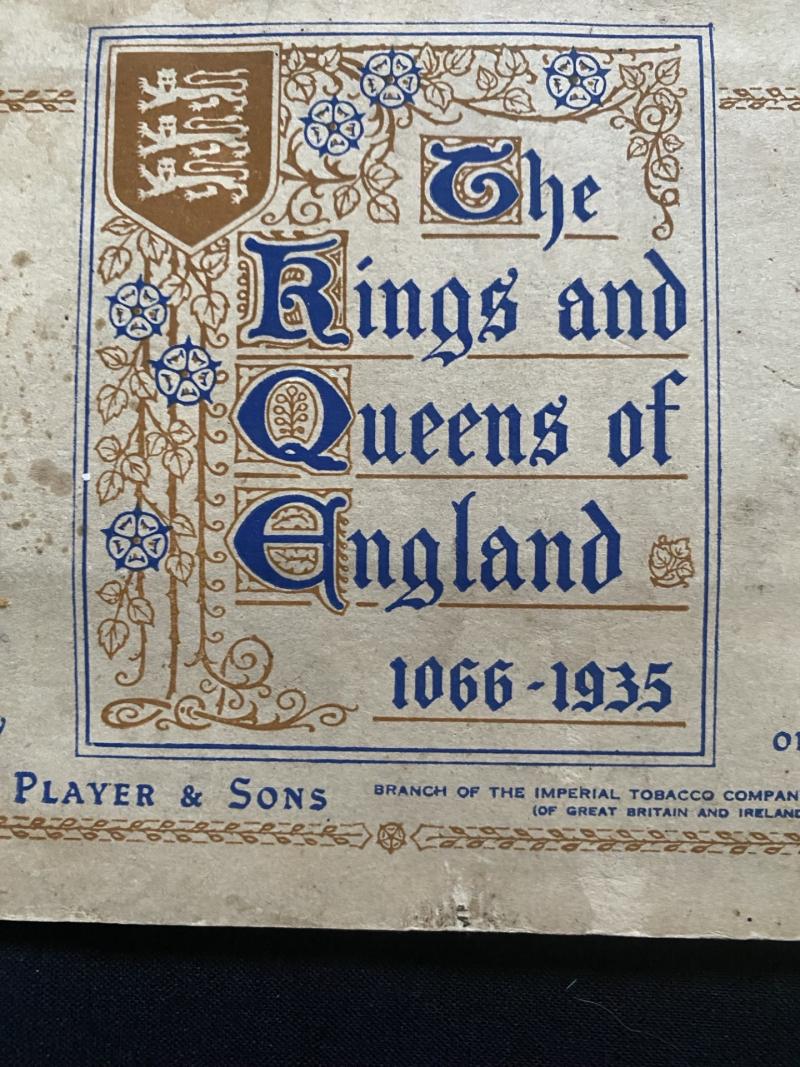 The
Kings and
Queens of
England
1066-1935
PLAYER & SONS
BRANCH OF THE IMPERIAL TOBACCO COMPAN
(OF GREAT BRITAIN AND IRELAND